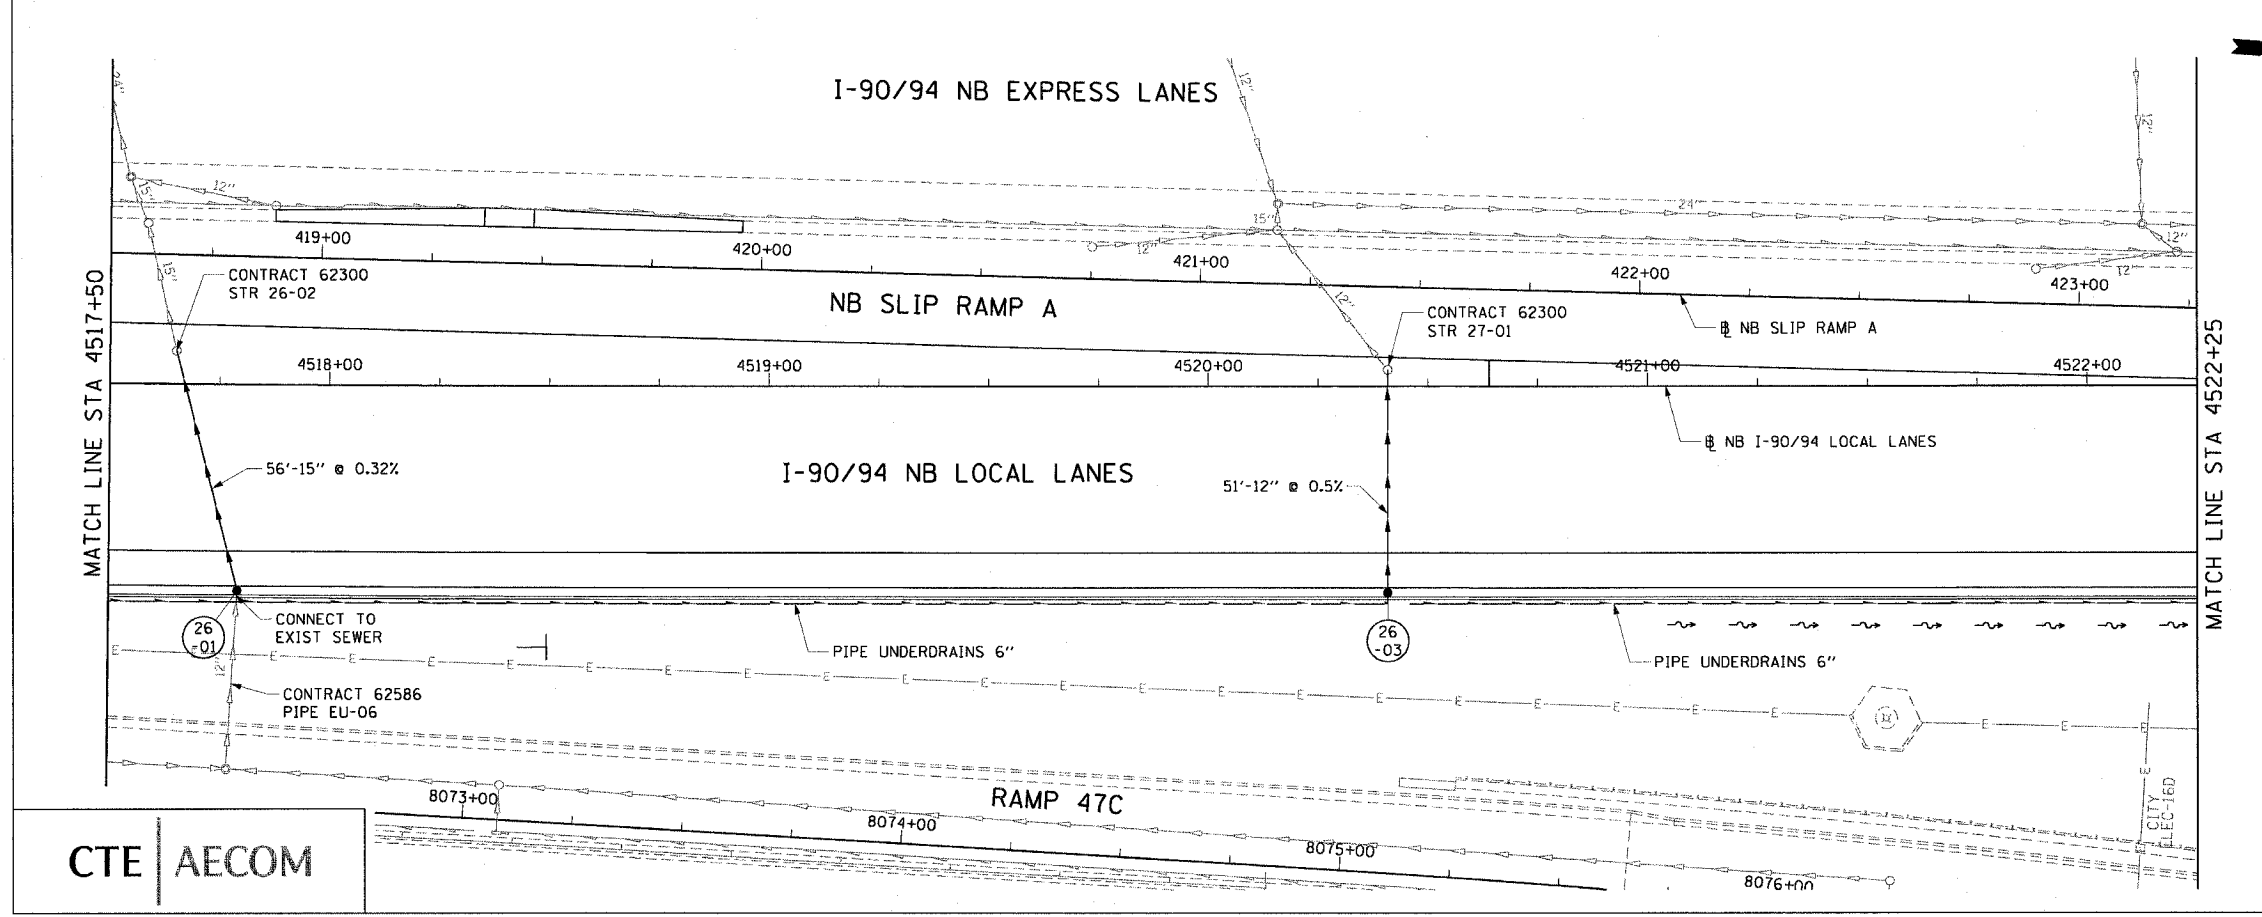 I-90/94 NB EXPRESS LANES
24"
12"
12"
15"
12"
15"
24"
12"
12"
12"
12"
419+00
420+00
421+00
422+00
423+00
15"
CONTRACT 62300
STR 26-02
NB SLIP RAMP A
12"
CONTRACT 62300
STR 27-01
℄ NB SLIP RAMP A
4518+00
4519+00
4520+00
4521+00
4522+00
MATCH LINE STA 4517+50
MATCH LINE STA 4522+25
56'-15" @ 0.32%
I-90/94 NB LOCAL LANES
51'-12" @ 0.5%
℄ NB I-90/94 LOCAL LANES
26
-01
CONNECT TO
EXIST SEWER
PIPE UNDERDRAINS 6"
26
-03
PIPE UNDERDRAINS 6"
E E E E E E E E E E E E E E E E E E E E E E E E
12"
CONTRACT 62586
PIPE EU-06
8073+00
RAMP 47C
8074+00
8075+00
8076+00
CITY
EEC-16D
CTE | AECOM